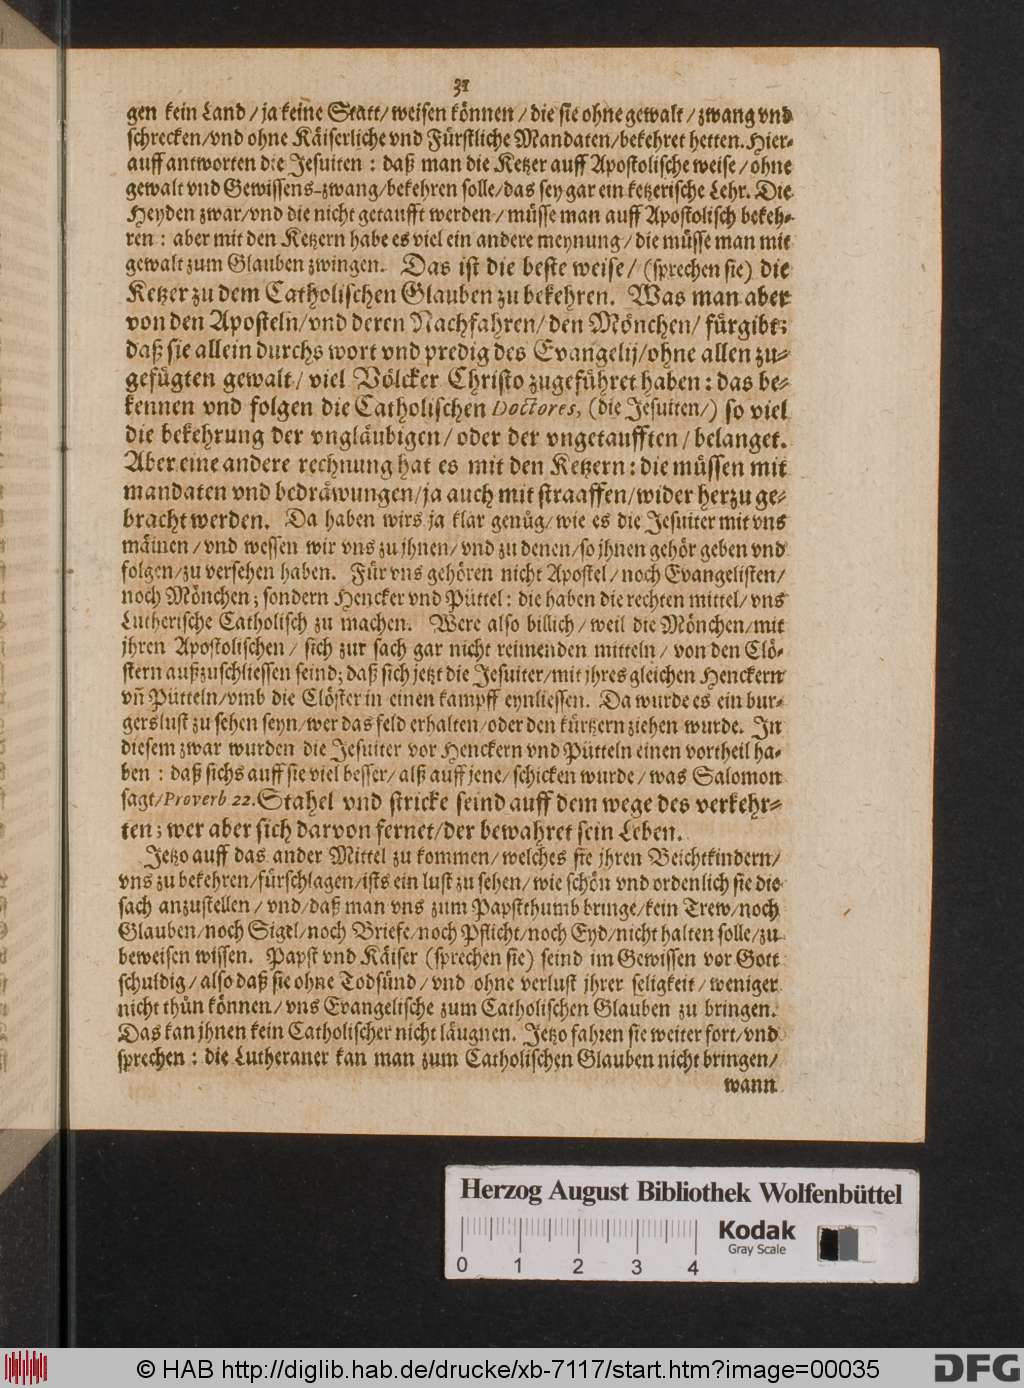 31
gen kein Land / ja keine Statt / weisen können / die sie ohne gewalt / zwang vnd
schrecken / vnd ohne Käiserliche vnd Fürstliche Mandaten / bekehret hetten. Hier-
auff antworten die Jesuiten : daß man die Ketzer auff Apostolische weise / ohne
gewalt vnd Gewissens-zwang / bekehren solle / das sey gar ein ketzerische Lehr. Die
Heyden zwar / vnd die nicht getaufft werden / müsse man auff Apostolisch bekeh-
ren : aber mit den Ketzern habe es viel ein andere meynung / die müsse man mit
gewalt zum Glauben zwingen. Das ist die beste weise / (sprechen sie) die
Ketzer zu dem Catholischen Glauben zu bekehren. Was man aber
von den Aposteln / vnd deren Nachfahren / den Mönchen / fürgibt;
daß sie allein durchs wort vnd predig des Evangelij / ohne allen zu-
gefügten gewalt / viel Völcker Christo zugeführet haben : das be-
kennen vnd folgen die Catholischen Doctores, (die Jesuiten /) so viel
die bekehrung der vngläubigen / oder der vngetaufften / belanget.
Aber eine andere rechnung hat es mit den Ketzern : die müssen mit
mandaten vnd bedräwungen / ja auch mit straaffen / wider herzu ge-
bracht werden. Da haben wirs ja klar genůg / wie es die Jesuiter mit vns
mäinen / vnd wessen wir vns zu jhnen / vnd zu denen / so jhnen gehör geben vnd
folgen / zu versehen haben. Für vns gehören nicht Apostel / noch Evangelisten /
noch Mönchen ; sondern Hencker vnd Püttel : die haben die rechten mittel / vns
Lutherische Catholisch zu machen. Were also billich / weil die Mönchen / mit
jhren Apostolischen / sich zur sach gar nicht reimenden mitteln / von den Clö-
stern außzuschliessen seind; daß sich jetzt die Jesuiter / mit jhres gleichen Henckern
vñ Pütteln / vmb die Clöster in einen kampff eynliessen. Da wurde es ein bur-
gerslust zu sehen seyn / wer das feld erhalten / oder den kürtzern ziehen wurde. In
diesem zwar wurden die Jesuiter vor Henckern vnd Pütteln einen vortheil ha-
ben : daß sichs auff sie viel besser / alß auff jene / schicken wurde / was Salomon
sagt / Proverb 22. Stahel vnd stricke seind auff dem wege des verkehr-
ten ; wer aber sich darvon fernet / der bewahret sein Leben.
Jetzo auff das ander Mittel zu kommen / welches sie jhren Beichtkindern /
vns zu bekehren / fürschlagen / ists ein lust zu sehen / wie schön vnd ordenlich sie die
sach anzustellen / vnd / daß man vns zum Papstthumb bringe / kein Trew / noch
Glauben / noch Sigel / noch Briefe / noch Pflicht / noch Eyd / nicht halten solle / zu
beweisen wissen. Papst vnd Käiser (sprechen sie) seind im Gewissen vor Gott
schuldig / also daß sie ohne Todsünd / vnd ohne verlust jhrer seligkeit / weniger
nicht thůn können / vns Evangelische zum Catholischen Glauben zu bringen.
Das kan jhnen kein Catholischer nicht läugnen. Jetzo fahren sie weiter fort / vnd
sprechen : die Lutheraner kan man zum Catholischen Glauben nicht bringen /
wann
Herzog August Bibliothek Wolfenbüttel
Kodak
Gray Scale
0 1 2 3 4
© HAB http://diglib.hab.de/drucke/xb-7117/start.htm?image=00035
DFG